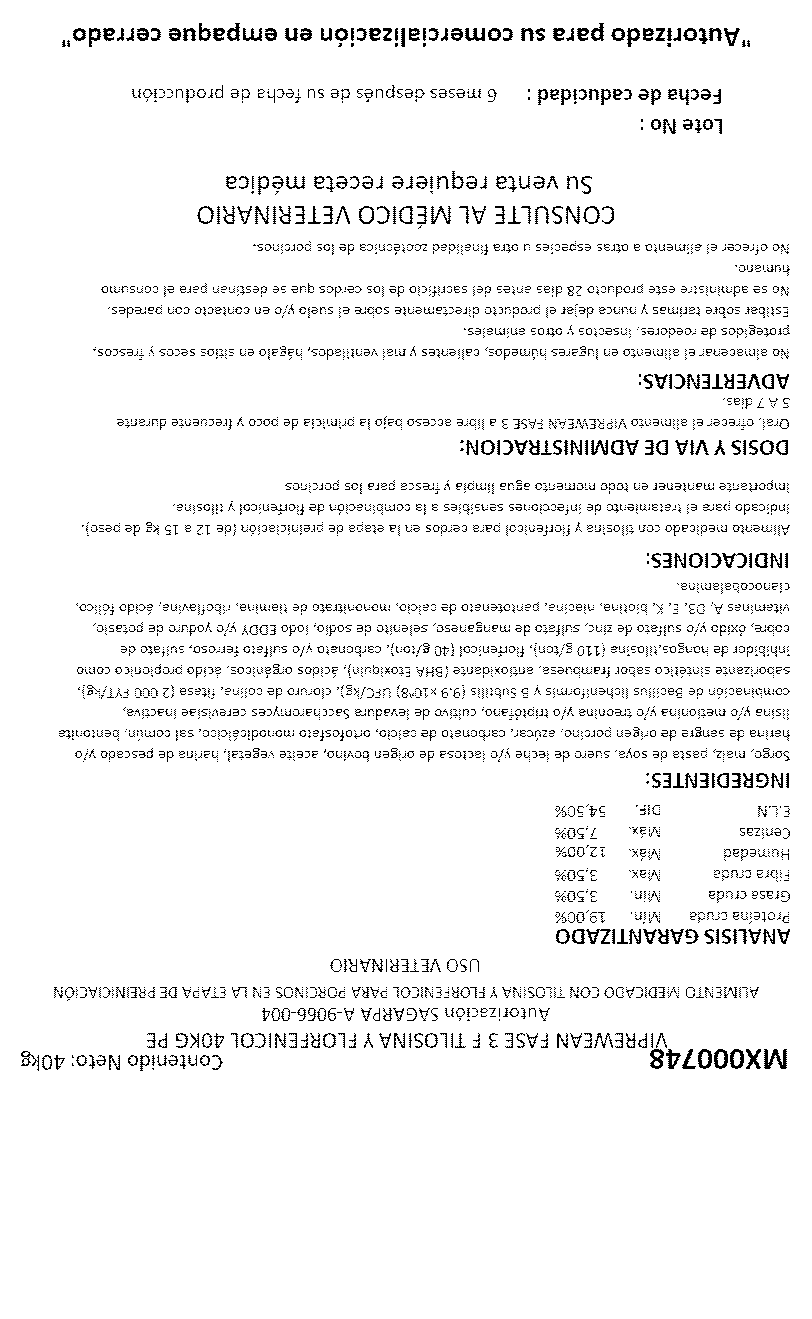 MX000748
Contenido Neto: 40kg
VIPREWEAN FASE 3 F TILOSINA Y FLORFENICOL 40KG PE
Autorización SAGARPA A-9066-004
ALIMENTO MEDICADO CON TILOSINA Y FLORFENICOL PARA PORCINOS EN LA ETAPA DE PREINICIACIÓN
USO VETERINARIO
ANALISIS GARANTIZADO
Proteína cruda Mín. 19,00%
Grasa cruda Mín. 3,50%
Fibra cruda Max. 3,50%
Humedad Máx. 12,00%
Cenizas Máx. 7,50%
E.L.N DIF. 54,50%
INGREDIENTES:
Sorgo, maíz, pasta de soya, suero de leche y/o lactosa de origen bovino, aceite vegetal, harina de pescado y/o
harina de sangre de origen porcino, azúcar, carbonato de calcio, ortofosfato monodicálcico, sal común, bentonita
lisina y/o metionina y/o treonina y/o triptófano, cultivo de levadura Saccharomyces cerevisiae inactiva,
combinación de Bacillus licheniformis y B Subtilis (9.9 x10^8) UFC/kg), cloruro de colina, fitasa (2 000 FYT/kg),
saborizante sintético sabor frambuesa, antioxidante (BHA Etoxiquin), ácidos orgánicos, ácido propiónico como
inhibidor de hongos,tilosina (110 g/ton), florfenicol (40 g/ton), carbonato y/o sulfato ferroso, sulfato de
cobre, óxido y/o sulfato de zinc, sulfato de manganeso, selenito de sodio, Iodo EDDY y/o yoduro de potasio,
vitaminas A, D3, E, K, biotina, niacina, pantotenato de calcio, mononitrato de tiamina, riboflavina, ácido fólico,
cianocobalamina.
INDICACIONES:
Alimento medicado con tilosina y florfenicol para cerdos en la etapa de preiniciación (de 12 a 15 kg de peso).
Indicado para el tratamiento de infecciones sensibles a la combinación de florfenicol y tilosina.
Importante mantener en todo momento agua limpia y fresca para los porcinos
DOSIS Y VIA DE ADMINISTRACION:
Oral, ofrecer el alimento VIPREWEAN FASE 3 a libre acceso bajo la primicia de poco y frecuente durante
5 A 7 días.
ADVERTENCIAS:
No almacenar el alimento en lugares húmedos, calientes y mal ventilados, hágalo en sitios secos y frescos,
protegidos de roedores, insectos y otros animales.
Estibar sobre tarimas y nunca dejar el producto directamente sobre el suelo y/o en contacto con paredes.
No se administre este producto 28 días antes del sacrificio de los cerdos que se destinan para el consumo
humano.
No ofrecer el alimento a otras especies u otra finalidad zootécnica de los porcinos.
CONSULTE AL MÉDICO VETERINARIO
Su venta requiere receta médica
Lote No :
Fecha de caducidad : 6 meses después de su fecha de producción
"Autorizado para su comercialización en empaque cerrado"